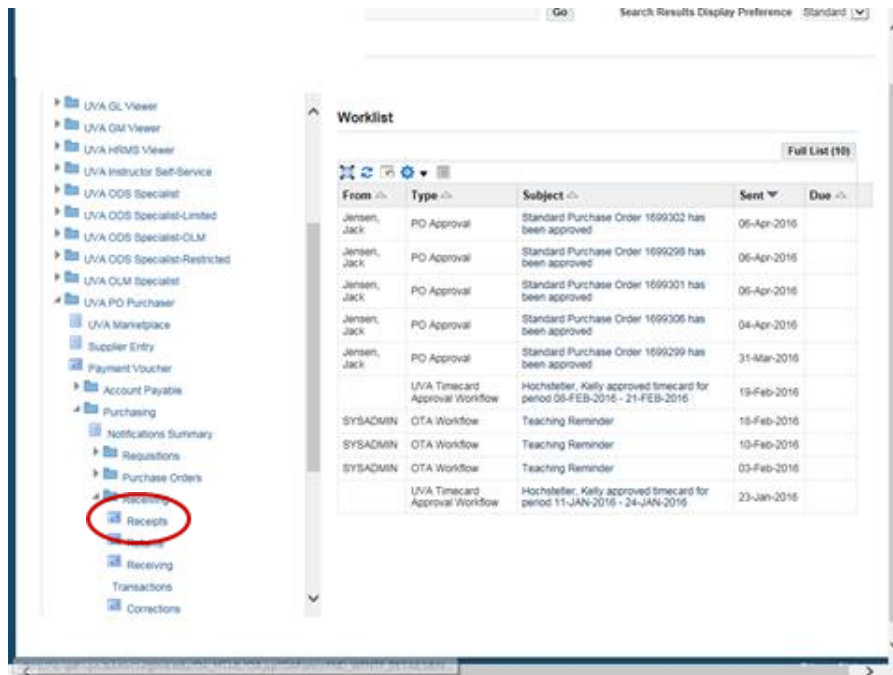 Go Search Results Display Preference Standard
UVA GL Viewer
UVA GM Viewer
UVA HRMS Viewer
UVA Instructor Self-Service
UVA ODS Specialist
UVA ODS Specialist-Limited
UVA ODS Specialist-OLM
UVA ODS Specialist-Restricted
UVA OLM Specialist
UVA PO Purchaser
UVA Marketplace
Supplier Entry
Payment Voucher
Account Payable
Purchasing
Notifications Summary
Requisitions
Purchase Orders
Receiving
Receipts
Returns
Receiving
Transactions
Corrections
Worklist
Full List (10)
From Type Subject Sent Due
Jensen, Jack PO Approval Standard Purchase Order 1699302 has been approved 06-Apr-2016
Jensen, Jack PO Approval Standard Purchase Order 1699298 has been approved 06-Apr-2016
Jensen, Jack PO Approval Standard Purchase Order 1699301 has been approved 06-Apr-2016
Jensen, Jack PO Approval Standard Purchase Order 1699306 has been approved 04-Apr-2016
Jensen, Jack PO Approval Standard Purchase Order 1699299 has been approved 31-Mar-2016
UVA Timecard Approval Workflow Hochstetler, Kelly approved timecard for period 08-FEB-2016 - 21-FEB-2016 19-Feb-2016
SYSADMIN OTA Workflow Teaching Reminder 18-Feb-2016
SYSADMIN OTA Workflow Teaching Reminder 10-Feb-2016
SYSADMIN OTA Workflow Teaching Reminder 03-Feb-2016
UVA Timecard Approval Workflow Hochstetler, Kelly approved timecard for period 11-JAN-2016 - 24-JAN-2016 23-Jan-2016